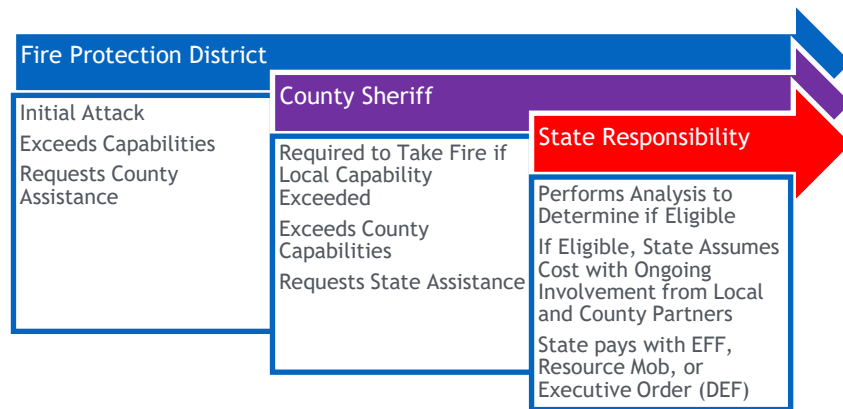 Fire Protection District
Initial Attack
Exceeds Capabilities
Requests County
Assistance
County Sheriff
Required to Take Fire if
Local Capability
Exceeded
Exceeds County
Capabilities
Requests State Assistance
State Responsibility
Performs Analysis to
Determine if Eligible
If Eligible, State Assumes
Cost with Ongoing
Involvement from Local
and County Partners
State pays with EFF,
Resource Mob, or
Executive Order (DEF)